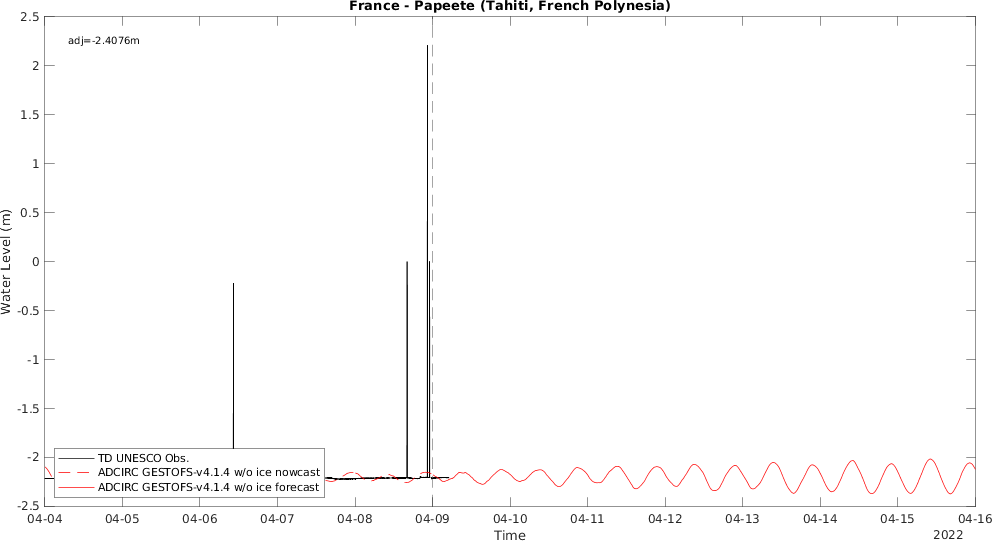 France - Papeete (Tahiti, French Polynesia)
adj=-2.4076m
2.5
2
1.5
1
0.5
0
-0.5
-1
-1.5
-2
-2.5
Water Level (m)
TD UNESCO Obs.
ADCIRC GESTOFS-v4.1.4 w/o ice nowcast
ADCIRC GESTOFS-v4.1.4 w/o ice forecast
04-04 04-05 04-06 04-07 04-08 04-09 04-10 04-11 04-12 04-13 04-14 04-15 04-16
Time
2022